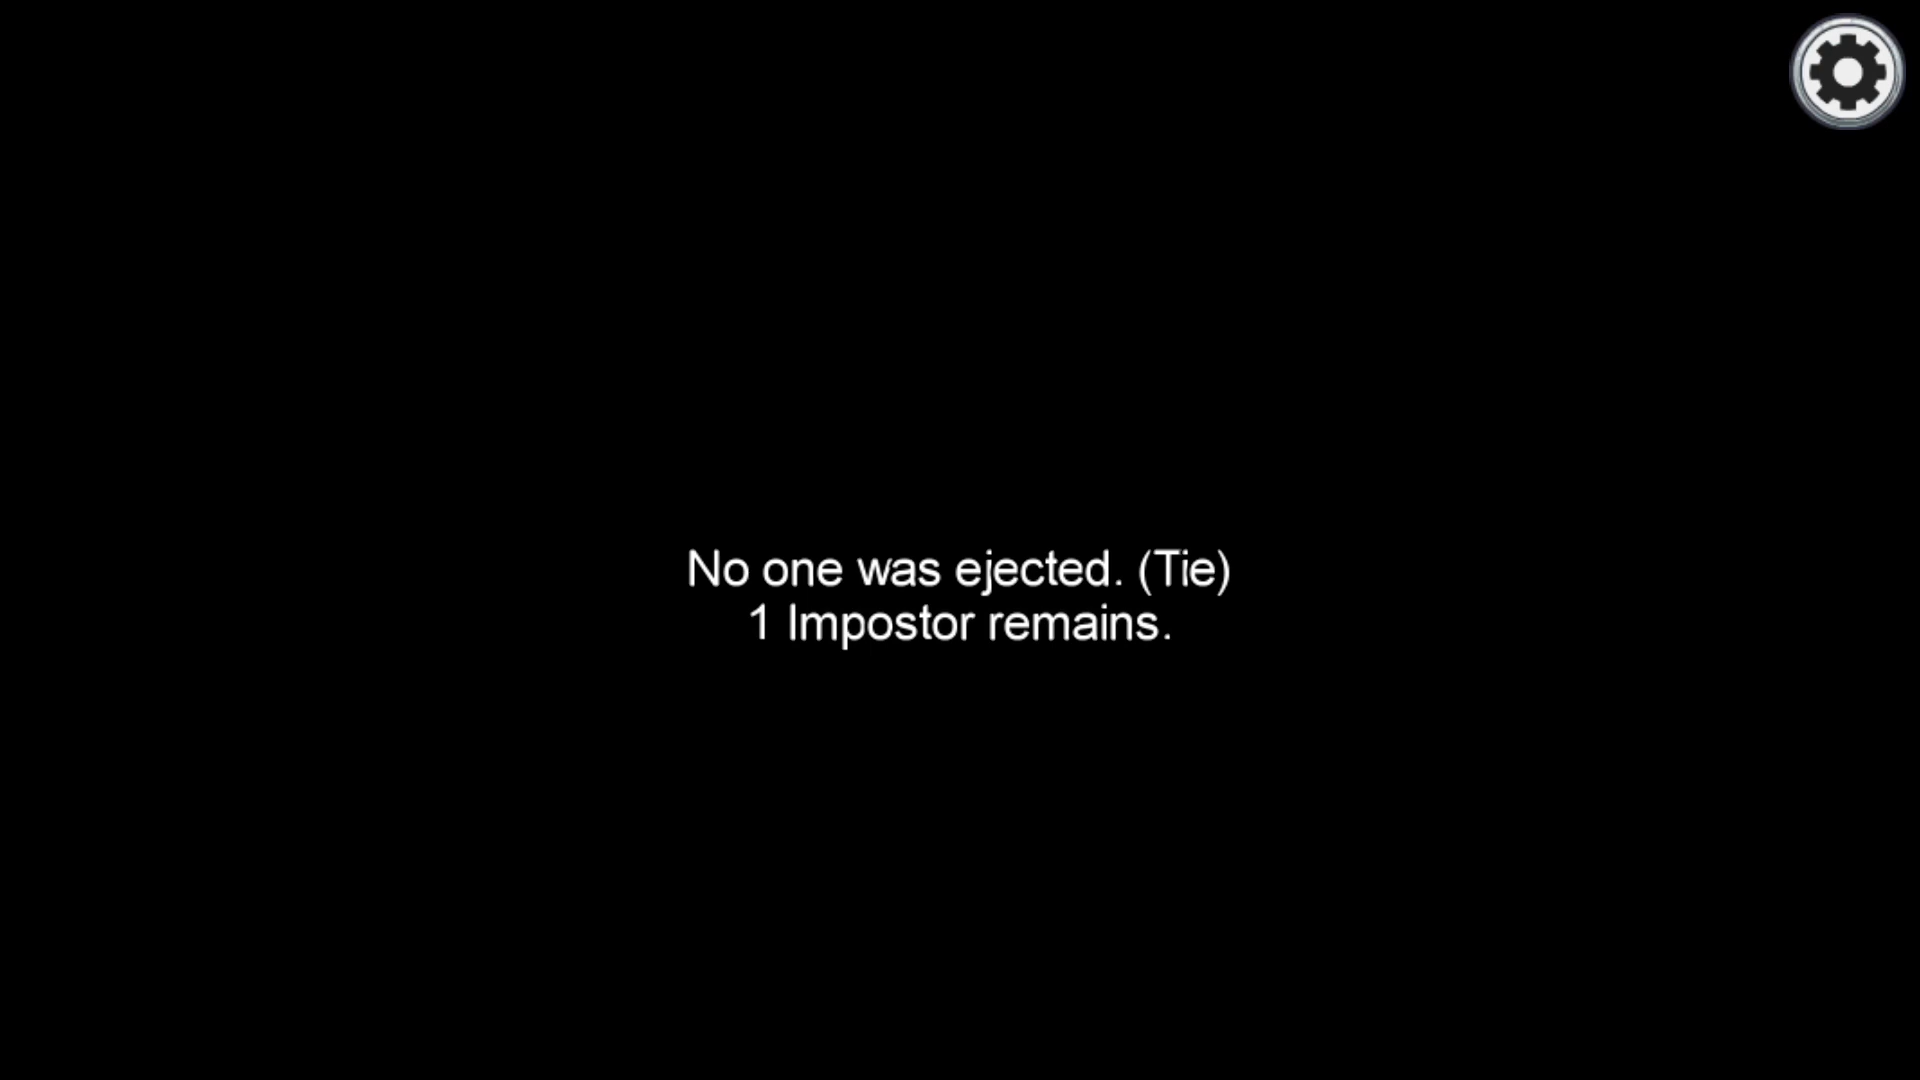 No one was ejected. (Tie)
1 Impostor remains.